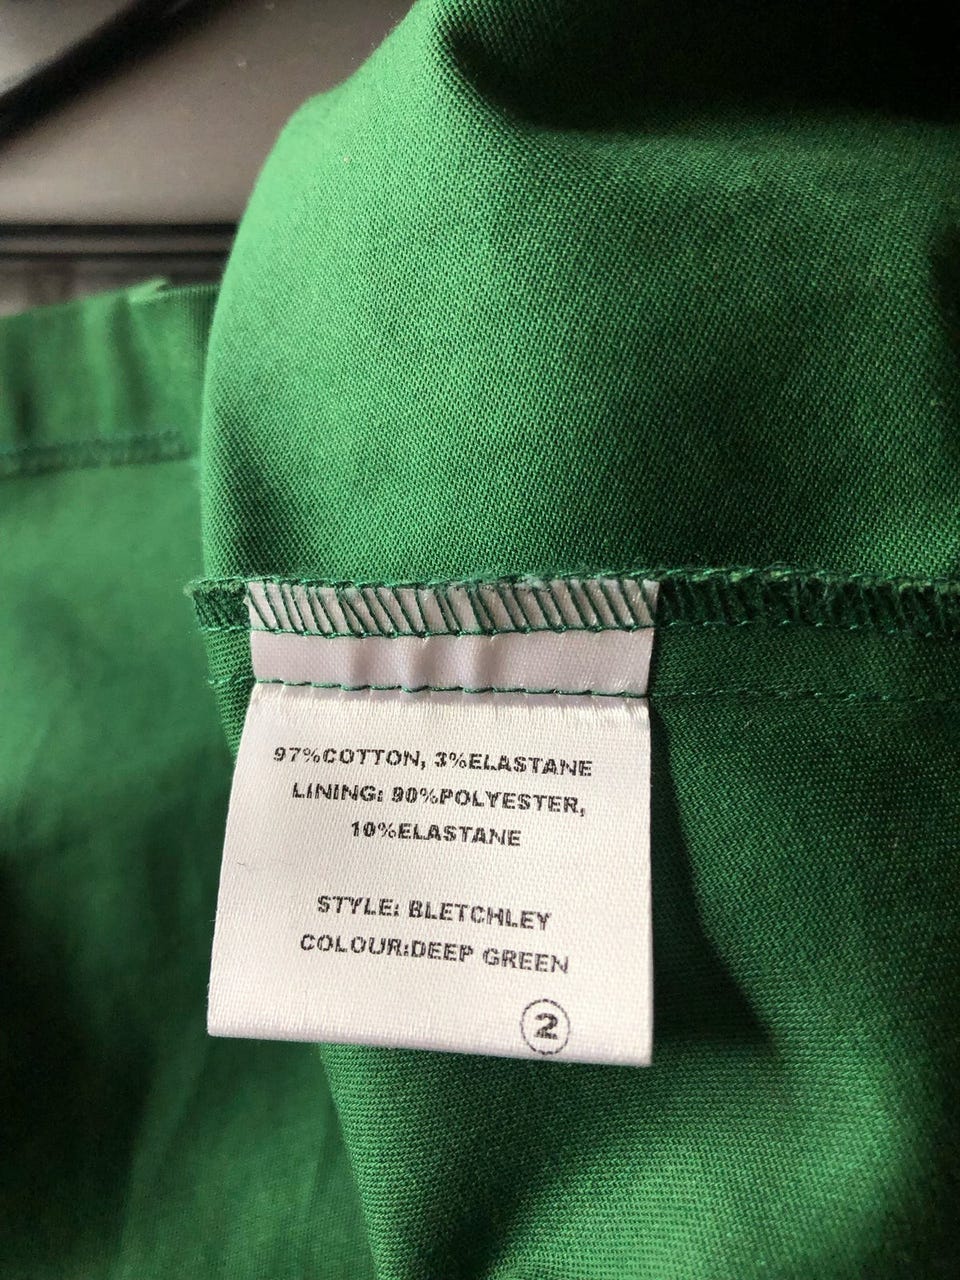 97%COTTON, 3%ELASTANE
LINING: 90%POLYESTER,
10%ELASTANE
STYLE: BLETCHLEY
COLOUR:DEEP GREEN
2